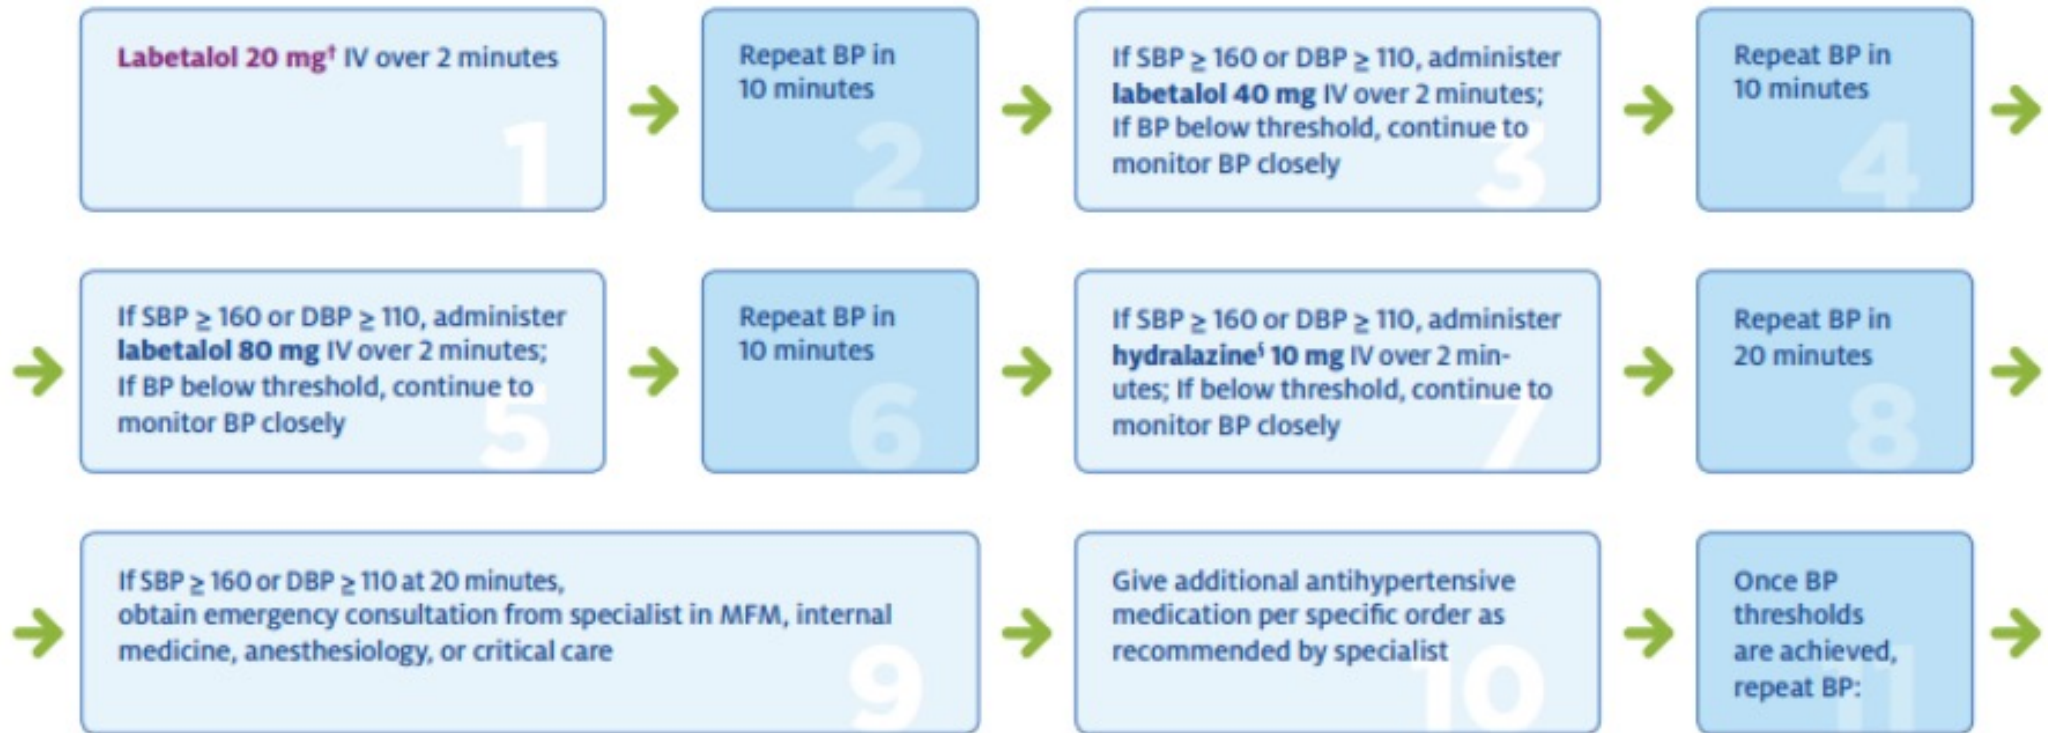 Labetalol 20 mg† IV over 2 minutes
1
Repeat BP in
10 minutes
2
If SBP ≥ 160 or DBP ≥ 110, administer
labetalol 40 mg IV over 2 minutes;
If BP below threshold, continue to
monitor BP closely
3
Repeat BP in
10 minutes
4
If SBP ≥ 160 or DBP ≥ 110, administer
labetalol 80 mg IV over 2 minutes;
If BP below threshold, continue to
monitor BP closely
5
Repeat BP in
10 minutes
6
If SBP ≥ 160 or DBP ≥ 110, administer
hydralazine§ 10 mg IV over 2 min-
utes; If below threshold, continue to
monitor BP closely
7
Repeat BP in
20 minutes
8
If SBP ≥ 160 or DBP ≥ 110 at 20 minutes,
obtain emergency consultation from specialist in MFM, internal
medicine, anesthesiology, or critical care
9
Give additional antihypertensive
medication per specific order as
recommended by specialist
10
Once BP
thresholds
are achieved,
repeat BP:
11